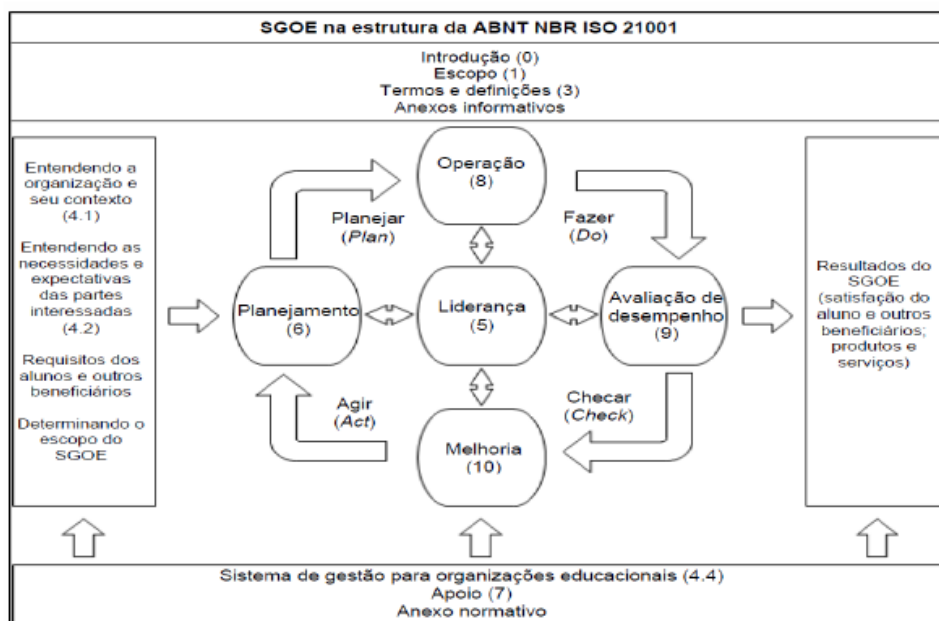 SGOE na estrutura da ABNT NBR ISO 21001
Introdução (0)
Escopo (1)
Termos e definições (3)
Anexos informativos
Entendendo a
organização e
seu contexto
(4.1)
Entendendo as
necessidades e
expectativas
das partes
interessadas
(4.2)
Requisitos dos
alunos e outros
beneficiários
Determinando o
escopo do
SGOE
Operação
(8)
Planejar
(Plan)
Fazer
(Do)
Planejamento
(6)
Liderança
(5)
Avaliação de
desempenho
(9)
Agir
(Act)
Checar
(Check)
Melhoria
(10)
Resultados do
SGOE
(satisfação do
aluno e outros
beneficiários;
produtos e
serviços)
Sistema de gestão para organizações educacionais (4.4)
Apoio (7)
Anexo normativo